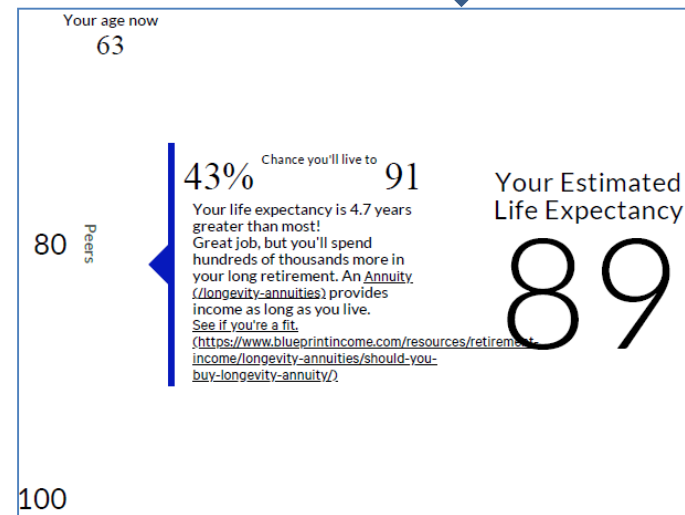 Your age now
63
43% Chance you'll live to 91
Your life expectancy is 4.7 years
greater than most!
Great job, but you'll spend
hundreds of thousands more in
your long retirement. An Annuity
(/longevity-annuities) provides
income as long as you live.
See if you're a fit.
(https://www.blueprintincome.com/resources/retirement-
income/longevity-annuities/should-you-
buy-longevity-annuity/)
Your Estimated
Life Expectancy
89
80
Peers
100